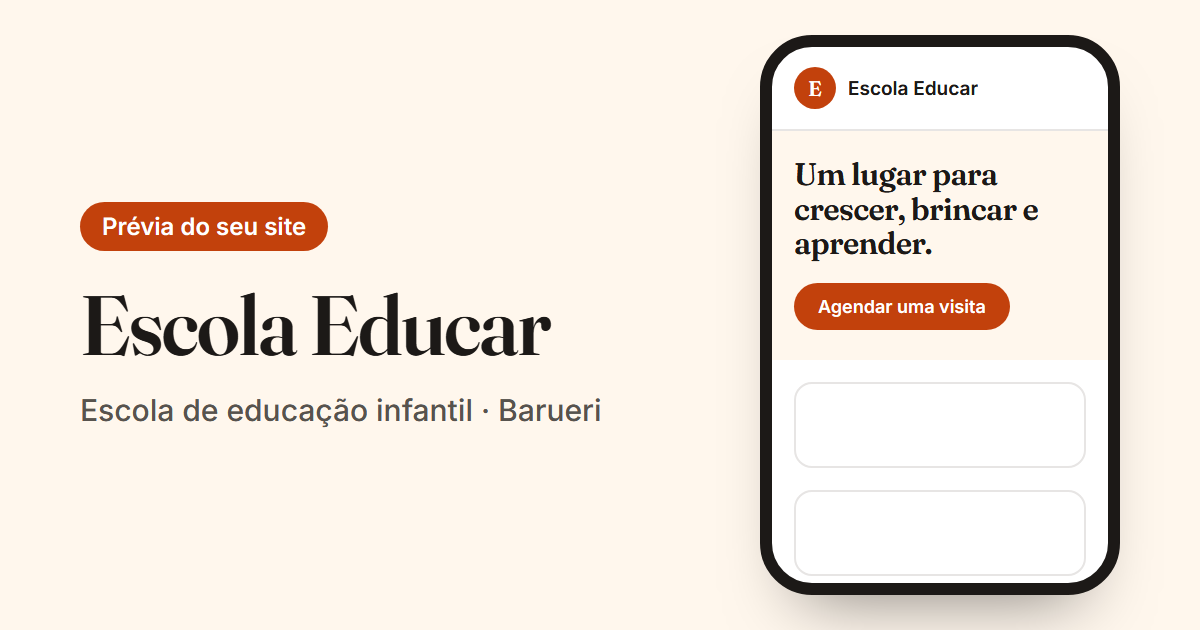 Prévia do seu site
Escola Educar
Escola de educação infantil · Barueri
E
Escola Educar
Um lugar para
crescer, brincar e
aprender.
Agendar uma visita